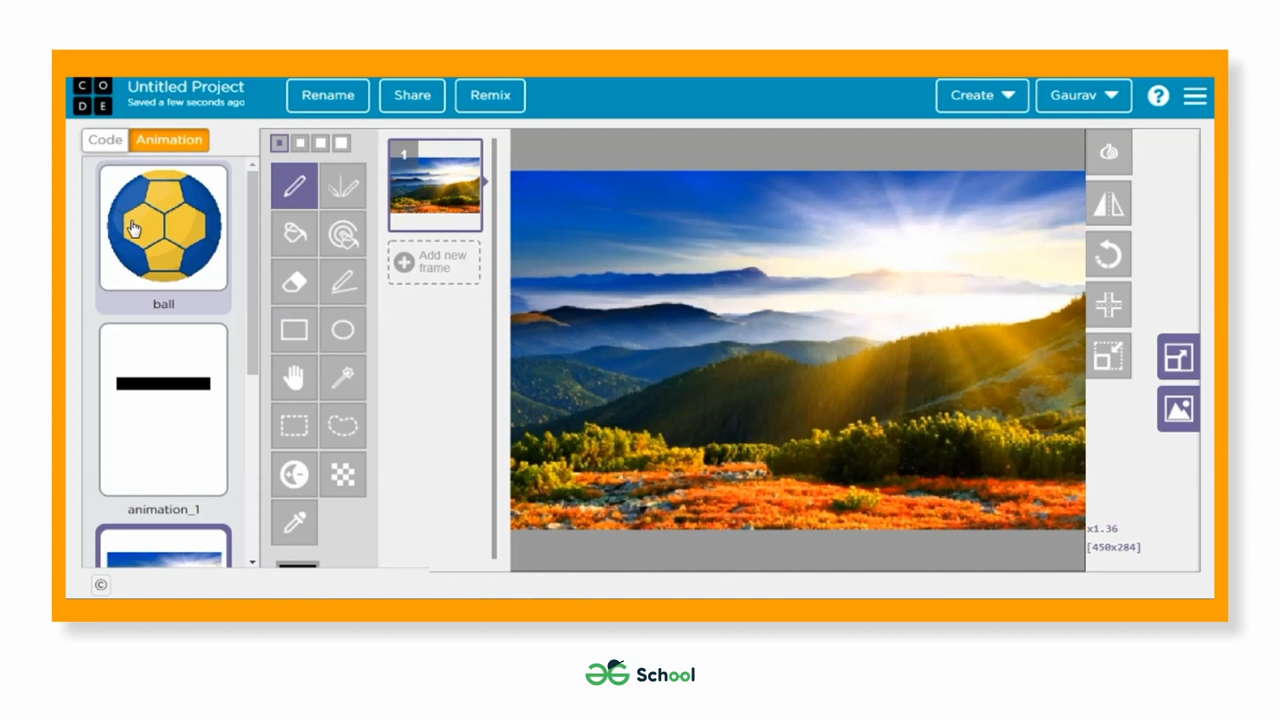 CODE
Untitled Project
Saved a few seconds ago
Rename
Share
Remix
Create
Gaurav
?
Code
Animation
ball
animation_1
1
Add new
frame
x1.36
[450x284]
©
School